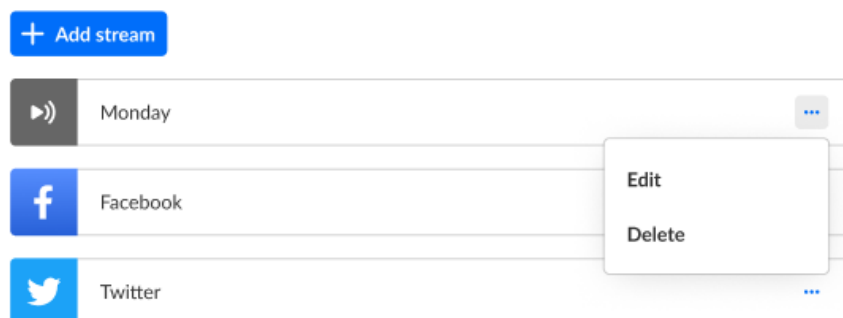 Add stream
Monday
Edit
Facebook
Delete
Twitter